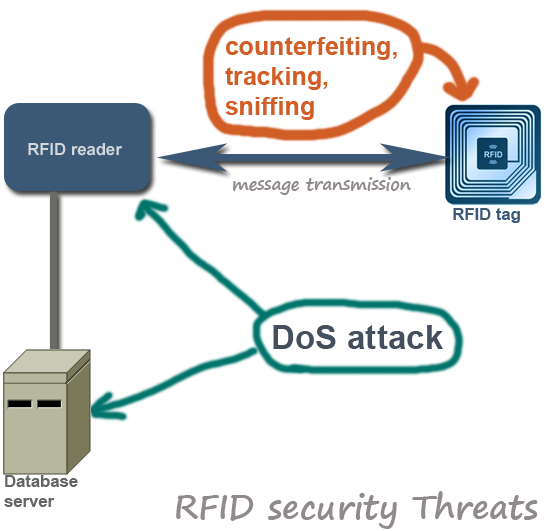 counterfeiting,
tracking,
sniffing
RFID reader
RFID
message transmission
RFID tag
DoS attack
Database
server
RFID security Threats